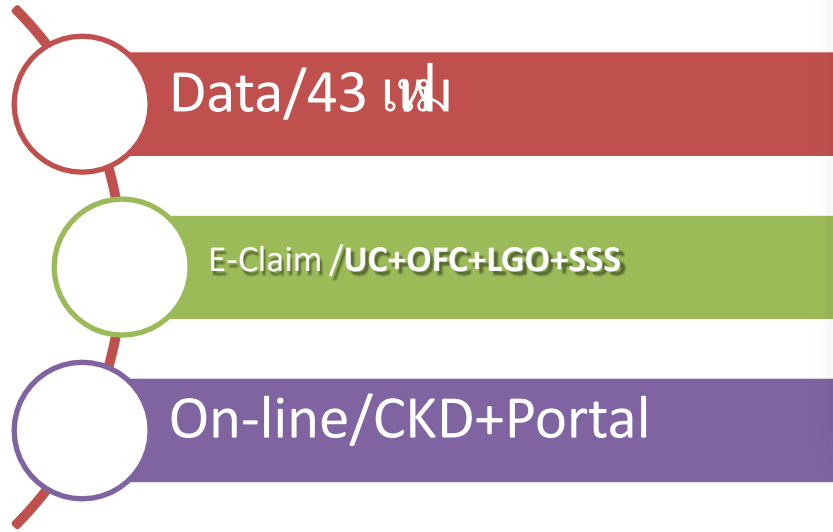 Data/43 แฟ้ม
E-Claim /UC+OFC+LGO+SSS
On-line/CKD+Portal